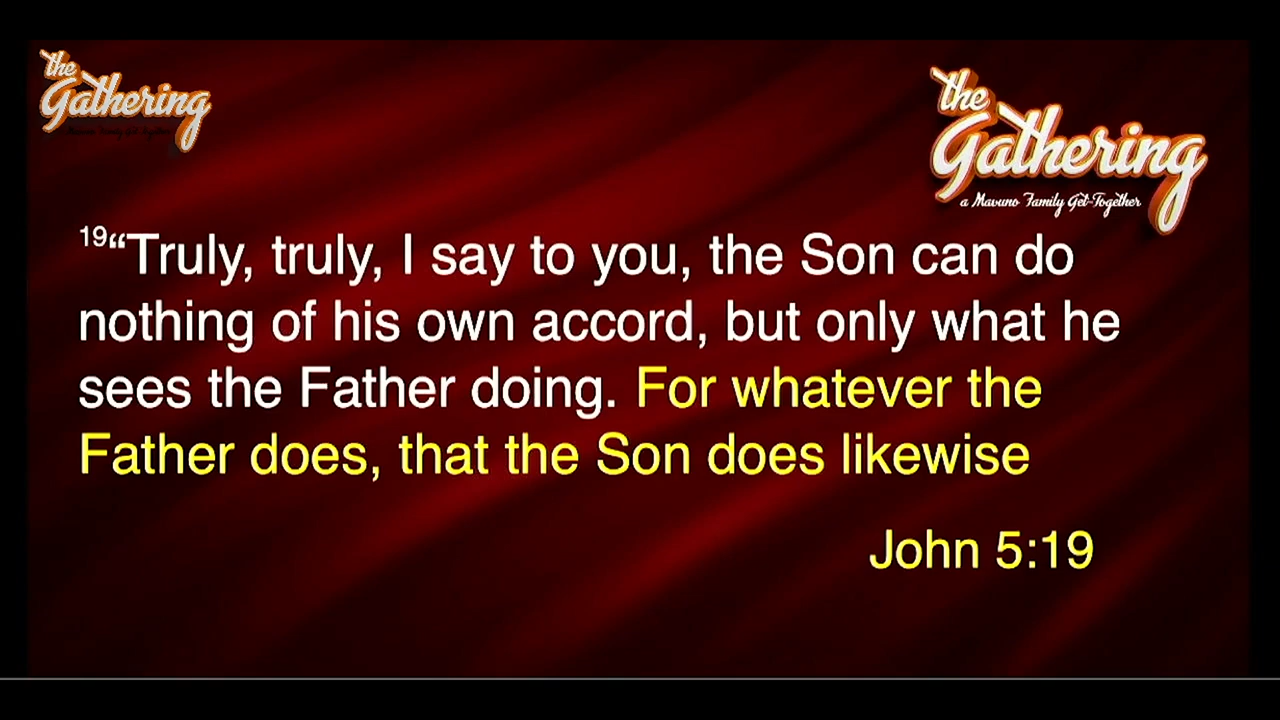 the
Gathering
the
Gathering
a Mavuno Family Get-Together
19“Truly, truly, I say to you, the Son can do
nothing of his own accord, but only what he
sees the Father doing. For whatever the
Father does, that the Son does likewise
John 5:19